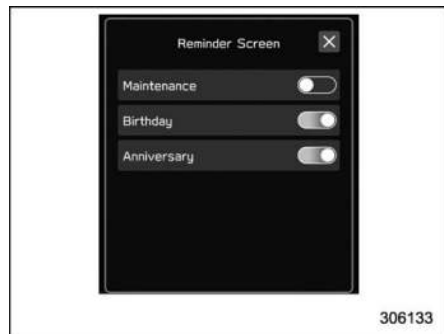 Reminder Screen
Maintenance
Birthday
Anniversary
306133